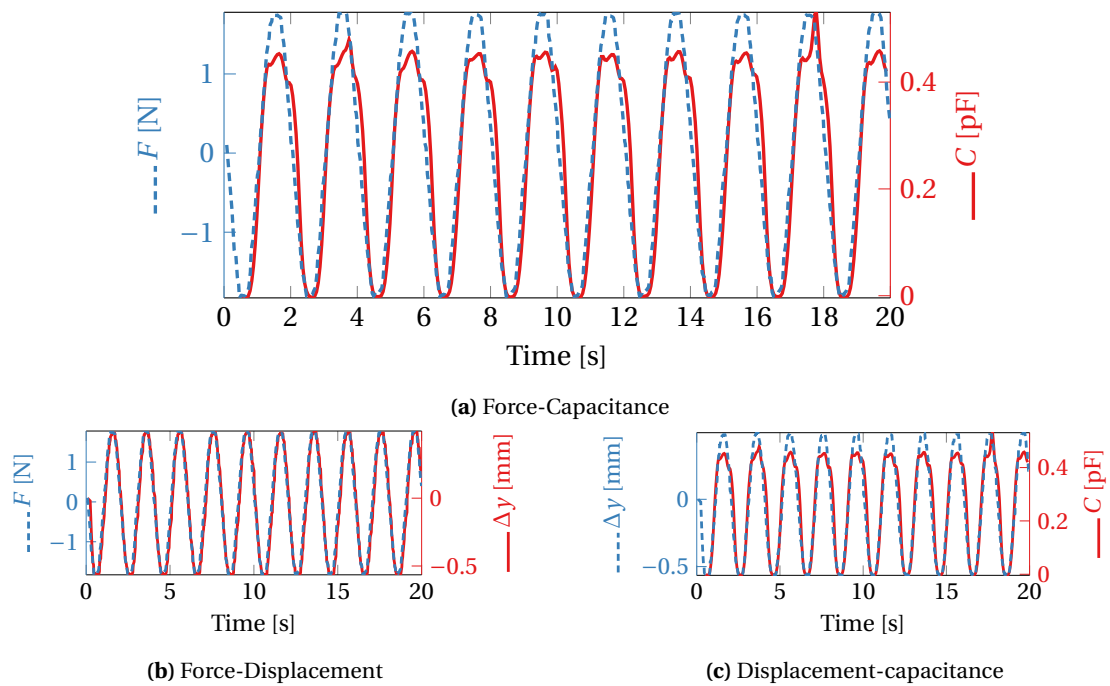 1
0
−1
F [N]
0.4
0.2
0
C [pF]
0 2 4 6 8 10 12 14 16 18 20
Time [s]
(a) Force-Capacitance
1
0
−1
F [N]
0
−0.5
Δy [mm]
0 5 10 15 20
Time [s]
(b) Force-Displacement
0
−0.5
Δy [mm]
0.4
0.2
0
C [pF]
0 5 10 15 20
Time [s]
(c) Displacement-capacitance